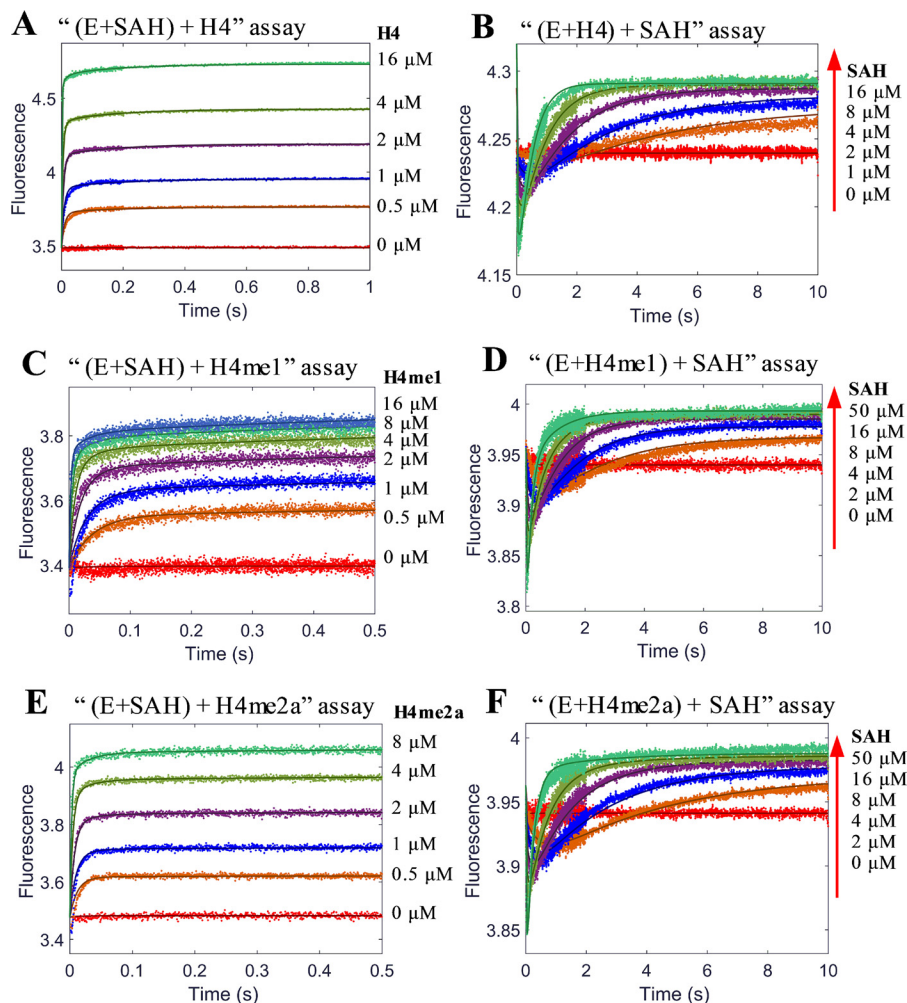 A “ (E+SAH) + H4” assay
H4
16 μM
4 μM
2 μM
1 μM
0.5 μM
0 μM
Fluorescence
4.5
4
3.5
0 0.2 0.4 0.6 0.8 1
Time (s)
B “ (E+H4) + SAH” assay
SAH
16 μM
8 μM
4 μM
2 μM
1 μM
0 μM
Fluorescence
4.3
4.25
4.2
4.15
0 2 4 6 8 10
Time (s)
C “ (E+SAH) + H4me1” assay
H4me1
16 μM
8 μM
4 μM
2 μM
1 μM
0.5 μM
0 μM
Fluorescence
3.8
3.6
3.4
0 0.1 0.2 0.3 0.4 0.5
Time (s)
D “ (E+H4me1) + SAH” assay
SAH
50 μM
16 μM
8 μM
4 μM
2 μM
0 μM
Fluorescence
4
3.95
3.9
3.85
3.8
0 2 4 6 8 10
Time (s)
E “ (E+SAH) + H4me2a” assay
H4me2a
8 μM
4 μM
2 μM
1 μM
0.5 μM
0 μM
Fluorescence
4
3.8
3.6
3.4
0 0.1 0.2 0.3 0.4 0.5
Time (s)
F “ (E+H4me2a) + SAH” assay
SAH
50 μM
16 μM
8 μM
4 μM
2 μM
0 μM
Fluorescence
4
3.95
3.9
3.85
0 2 4 6 8 10
Time (s)